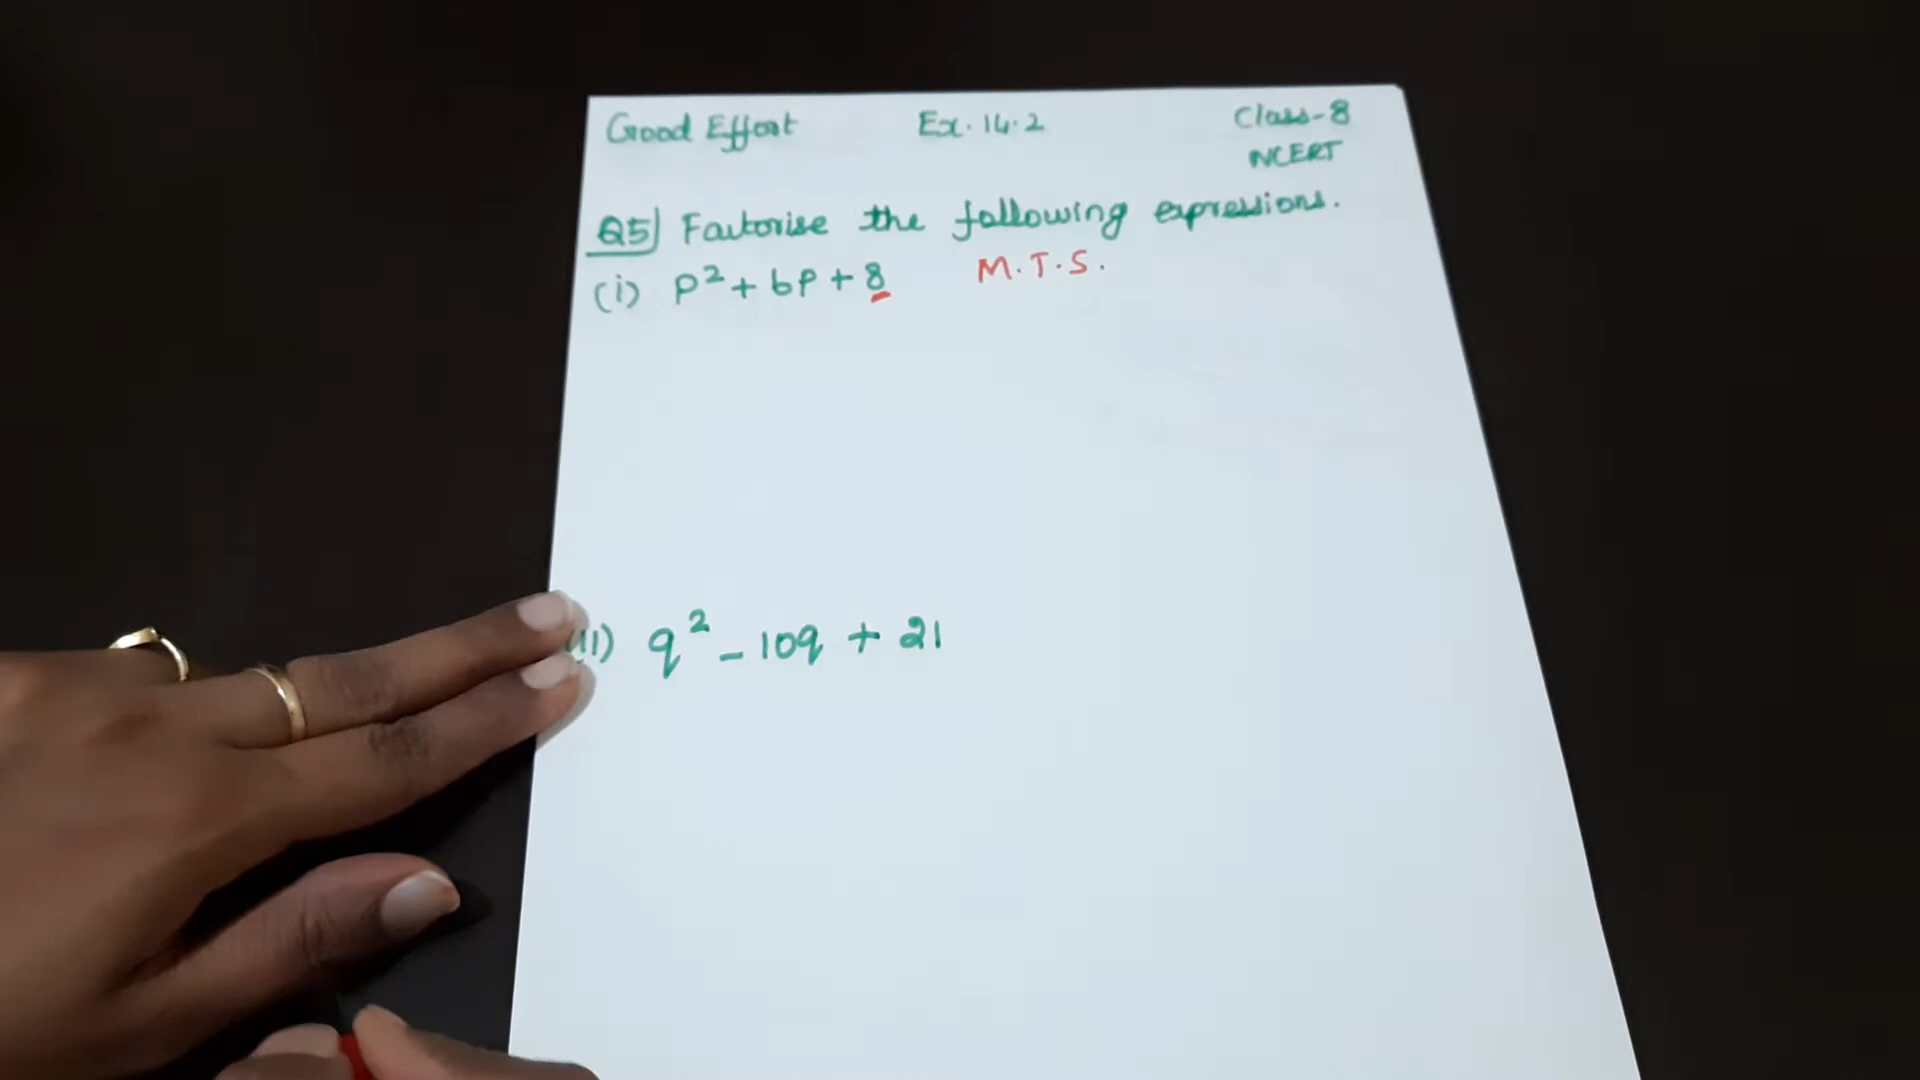 Good Effort Ex. 14.2 Class-8
NCERT
Q5) Factorise the following expressions.
(i) p² + 6p + 8 M.T.S.
(ii) q² - 10q + 21